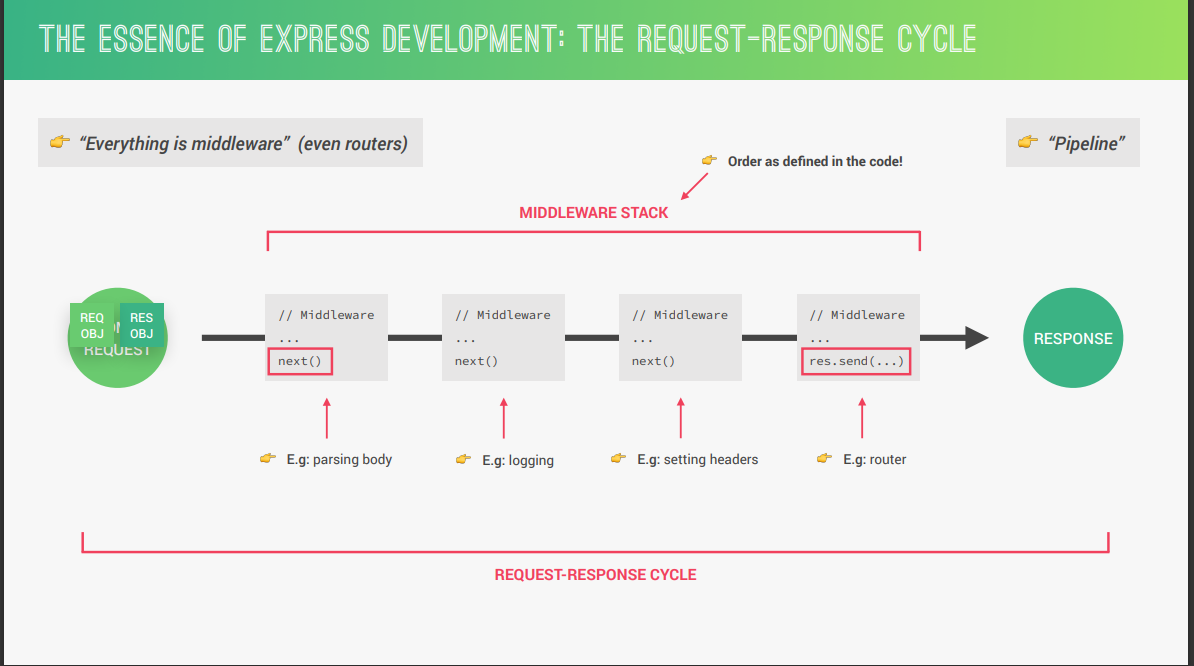 THE ESSENCE OF EXPRESS DEVELOPMENT: THE REQUEST-RESPONSE CYCLE
👉 “Everything is middleware” (even routers)
👉 “Pipeline”
👉 Order as defined in the code!
MIDDLEWARE STACK
REQ
OBJ
RES
OBJ
REQUEST
// Middleware
...
next()
// Middleware
...
next()
// Middleware
...
next()
// Middleware
...
res.send(...)
RESPONSE
👉 E.g: parsing body
👉 E.g: logging
👉 E.g: setting headers
👉 E.g: router
REQUEST-RESPONSE CYCLE